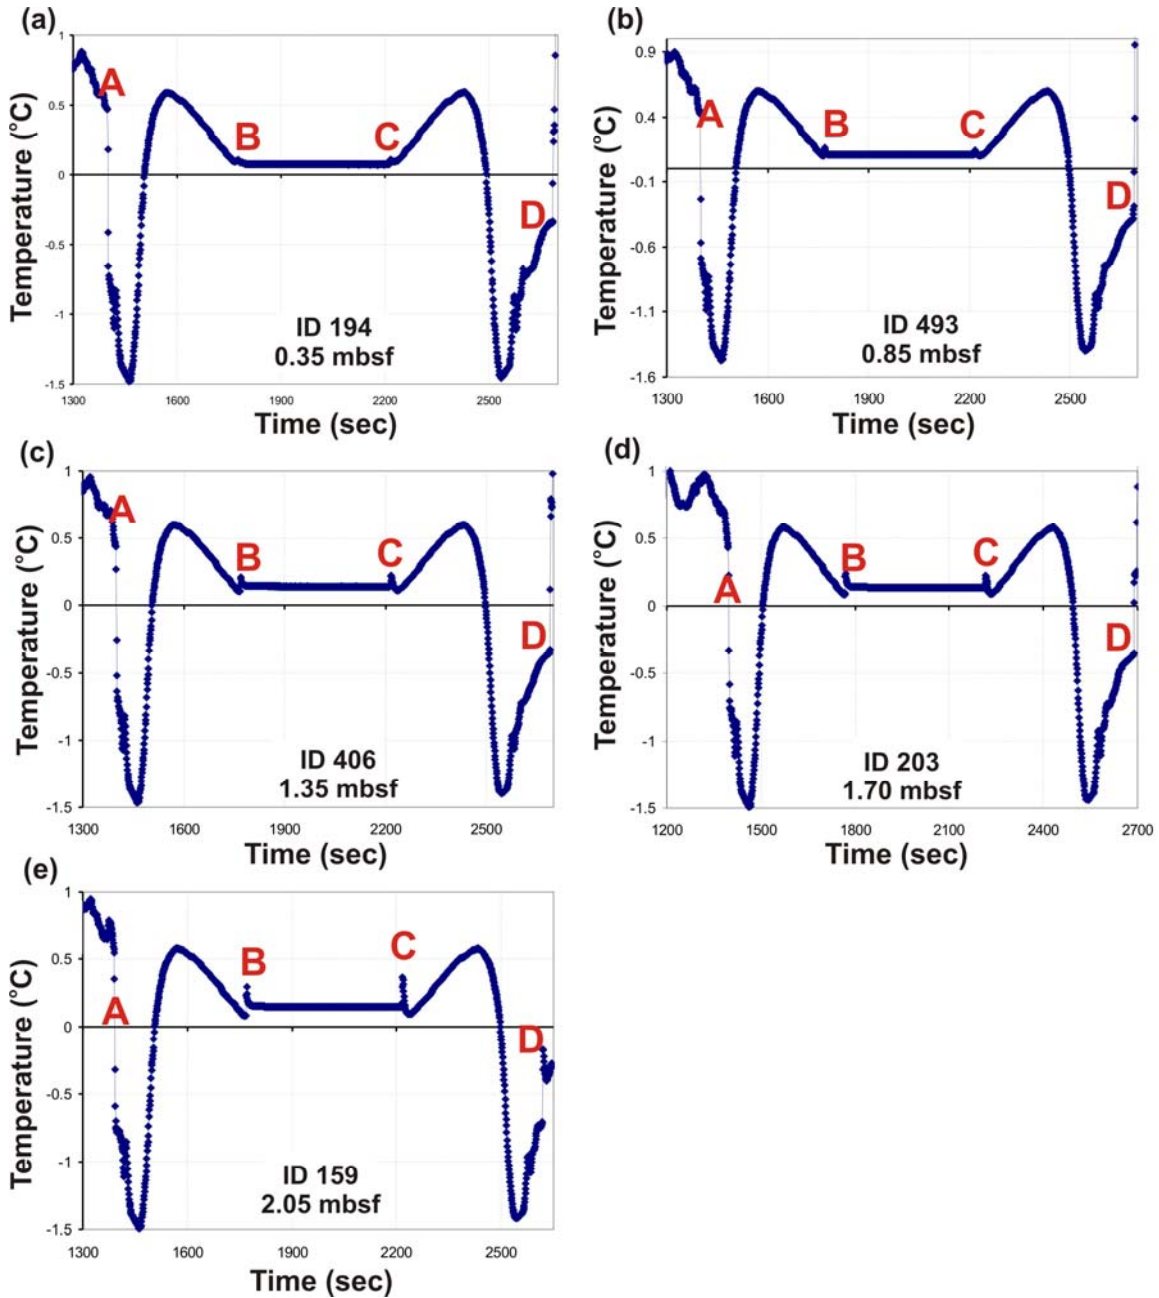 (a)
Temperature (°C)
1
0.5
0
-0.5
-1
-1.5
A
B
C
D
ID 194
0.35 mbsf
1300
1600
1900
2200
2500
Time (sec)
(b)
Temperature (°C)
0.9
0.4
-0.1
-0.6
-1.1
-1.6
A
B
C
D
ID 493
0.85 mbsf
1300
1600
1900
2200
2500
Time (sec)
(c)
Temperature (°C)
1
0.5
0
-0.5
-1
-1.5
A
B
C
D
ID 406
1.35 mbsf
1300
1600
1900
2200
2500
Time (sec)
(d)
Temperature (°C)
1
0.5
0
-0.5
-1
-1.5
A
B
C
D
ID 203
1.70 mbsf
1200
1500
1800
2100
2400
2700
Time (sec)
(e)
Temperature (°C)
1
0.5
0
-0.5
-1
-1.5
A
B
C
D
ID 159
2.05 mbsf
1300
1600
1900
2200
2500
Time (sec)